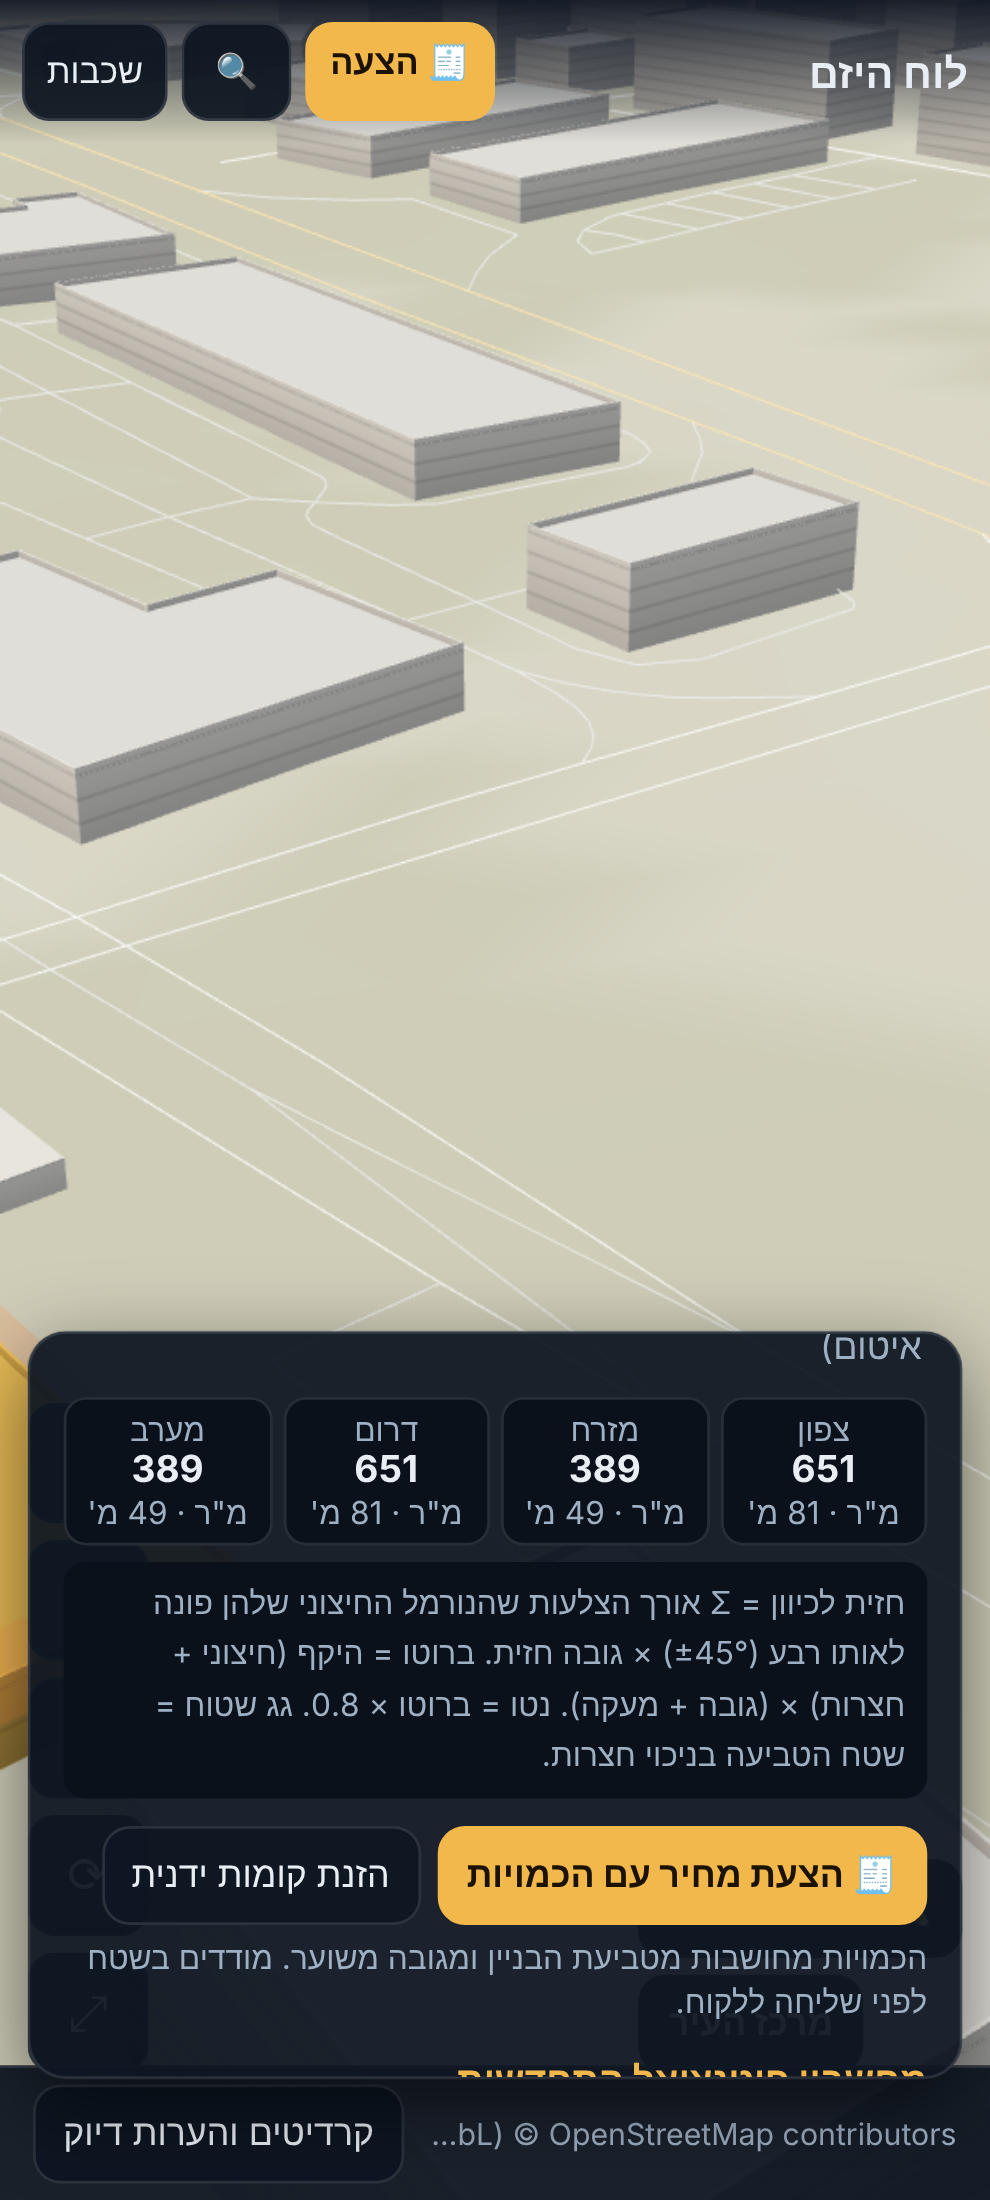 לוח היזם
🧾 הצעה
🔍
שכבות
איטום)
צפון
651
מ"ר · 81 מ'
מזרח
389
מ"ר · 49 מ'
דרום
651
מ"ר · 81 מ'
מערב
389
מ"ר · 49 מ'
חזית לכיוון = Σ אורך הצלעות שהנורמל החיצוני שלהן פונה
לאותו רבע (±45°) × גובה חזית. ברוטו = היקף (חיצוני +
חצרות) × (גובה + מעקה). נטו = ברוטו × 0.8. גג שטוח =
שטח הטביעה בניכוי חצרות.
🧾 הצעת מחיר עם הכמויות
הזנת קומות ידנית
הכמויות מחושבות מטביעת הבניין ומגובה משוער. מודדים בשטח
לפני שליחה ללקוח.
מרכז העיר
© OpenStreetMap contributors (bL...
קרדיטים והערות דיוק